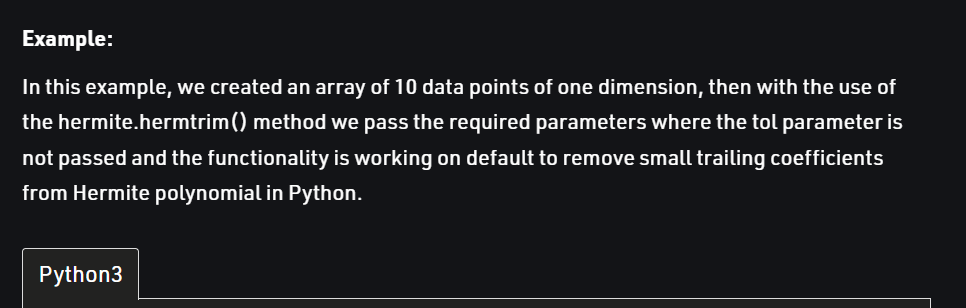 Example:
In this example, we created an array of 10 data points of one dimension, then with the use of
the hermite.hermtrim() method we pass the required parameters where the tol parameter is
not passed and the functionality is working on default to remove small trailing coefficients
from Hermite polynomial in Python.
Python3